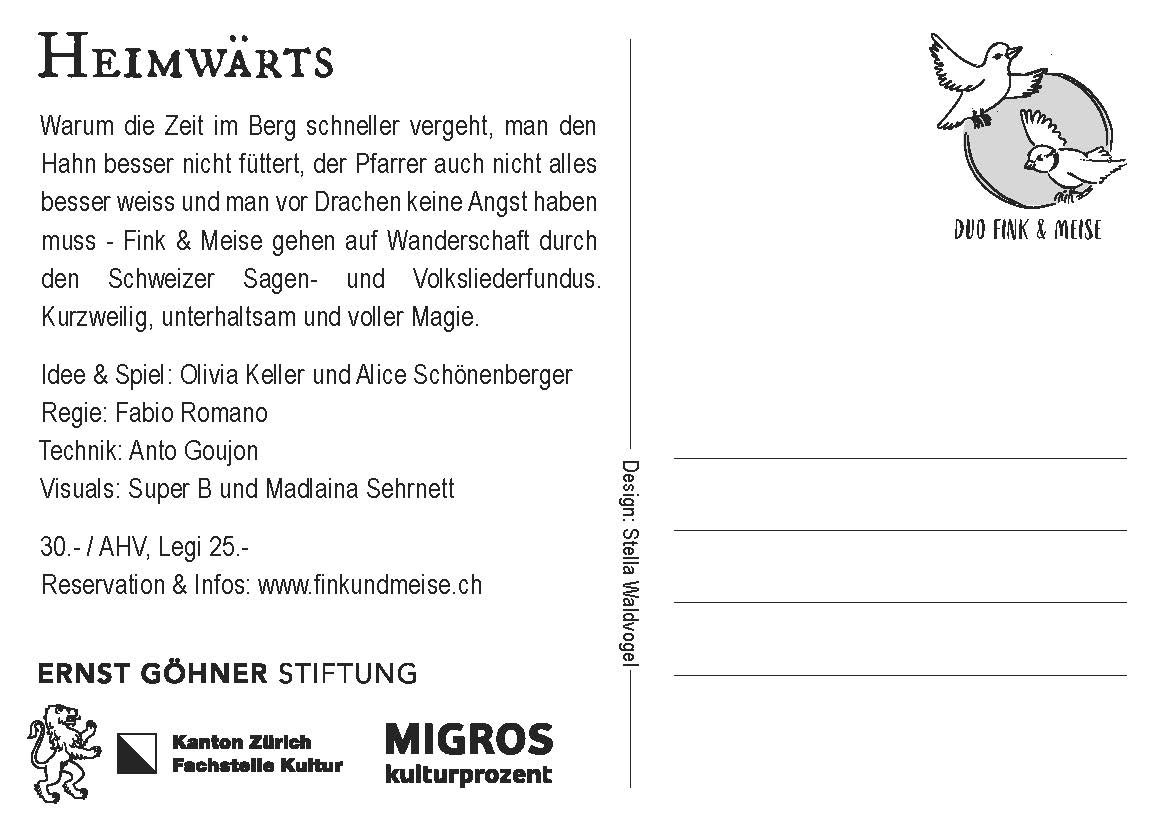 Heimwärts
Warum die Zeit im Berg schneller vergeht, man den
Hahn besser nicht füttert, der Pfarrer auch nicht alles
besser weiss und man vor Drachen keine Angst haben
muss - Fink & Meise gehen auf Wanderschaft durch
den Schweizer Sagen- und Volksliederfundus.
Kurzweilig, unterhaltsam und voller Magie.
Idee & Spiel: Olivia Keller und Alice Schönenberger
Regie: Fabio Romano
Technik: Anto Goujon
Visuals: Super B und Madlaina Sehrnett
30.- / AHV, Legi 25.-
Reservation & Infos: www.finkundmeise.ch
ERNST GÖHNER STIFTUNG
Kanton Zürich
Fachstelle Kultur
MIGROS
kulturprozent
Design: Stella Waldvogel
DUO FINK & MEISE